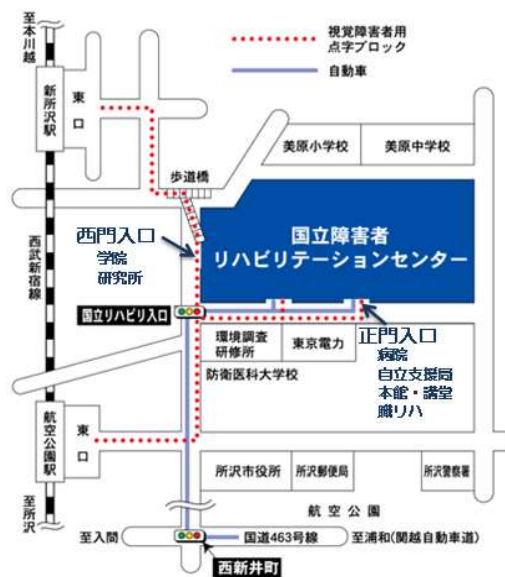 至本川越
視覚障害者用
点字ブロック
自動車
新所沢駅
東口
美原小学校
美原中学校
歩道橋
西門入口
学院
研究所
国立障害者
リハビリテーションセンター
西武新宿線
国立リハビリ入口
正門入口
病院
自立支援局
本館・講堂
職リハ
環境調査
研修所
東京電力
防衛医科大学校
航空公園駅
東口
所沢市役所
所沢郵便局
所沢警察署
至所沢
航空公園
至入間
国道463号線
至浦和(関越自動車道)
西新井町